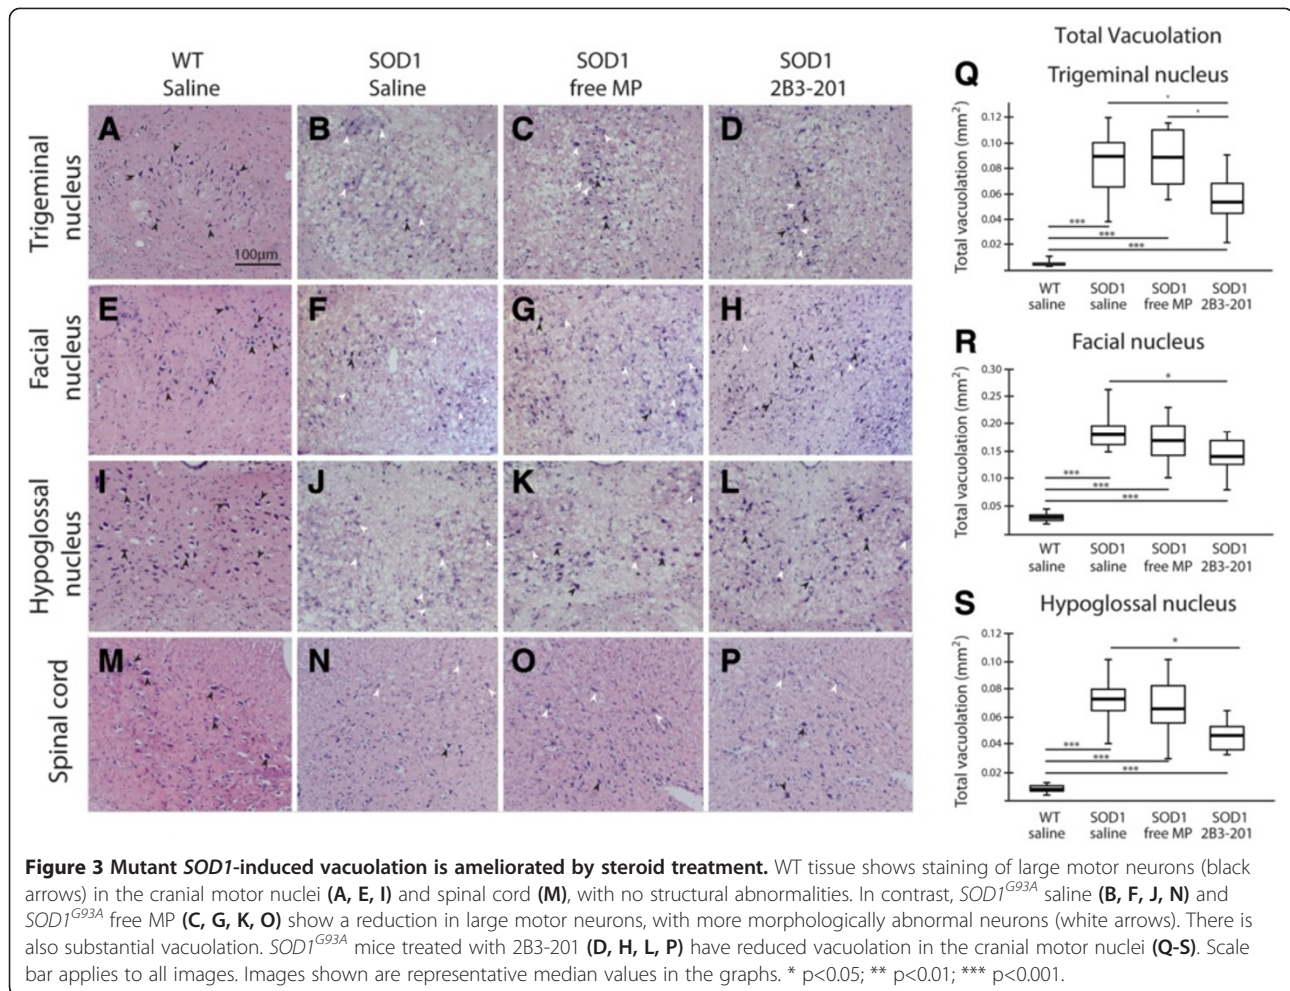 WT
Saline
SOD1
Saline
SOD1
free MP
SOD1
2B3-201
Trigeminal
nucleus
A
B
C
D
100µm
Facial
nucleus
E
F
G
H
Hypoglossal
nucleus
I
J
K
L
Spinal cord
M
N
O
P
Total Vacuolation
Q
Trigeminal nucleus
Total vacuolation (mm²)
0.12
0.10
0.08
0.06
0.04
0.02
*
*
***
***
***
WT
saline
SOD1
saline
SOD1
free MP
SOD1
2B3-201
R
Facial nucleus
Total vacuolation (mm²)
0.30
0.25
0.20
0.15
0.10
0.05
*
***
***
***
WT
saline
SOD1
saline
SOD1
free MP
SOD1
2B3-201
S
Hypoglossal nucleus
Total vacuolation (mm²)
0.12
0.10
0.08
0.06
0.04
0.02
*
***
***
***
WT
saline
SOD1
saline
SOD1
free MP
SOD1
2B3-201
Figure 3 Mutant SOD1-induced vacuolation is ameliorated by steroid treatment. WT tissue shows staining of large motor neurons (black
arrows) in the cranial motor nuclei (A, E, I) and spinal cord (M), with no structural abnormalities. In contrast, SOD1^G93A saline (B, F, J, N) and
SOD1^G93A free MP (C, G, K, O) show a reduction in large motor neurons, with more morphologically abnormal neurons (white arrows). There is
also substantial vacuolation. SOD1^G93A mice treated with 2B3-201 (D, H, L, P) have reduced vacuolation in the cranial motor nuclei (Q-S). Scale
bar applies to all images. Images shown are representative median values in the graphs. * p<0.05; ** p<0.01; *** p<0.001.